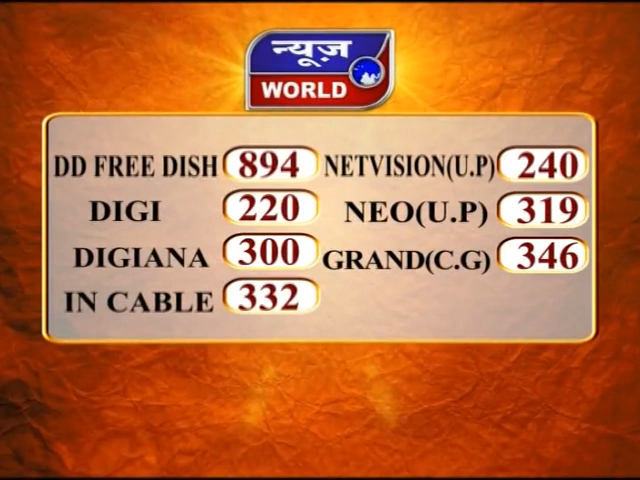 न्यूज़
WORLD
DD FREE DISH 894 NETVISION(U.P) 240
DIGI 220 NEO(U.P) 319
DIGIANA 300 GRAND(C.G) 346
IN CABLE 332